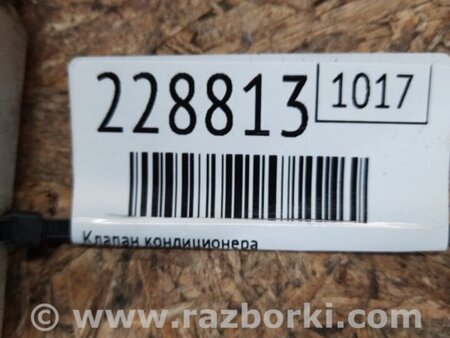 228813 1017
Клапан кондиционера
www.razborki.com